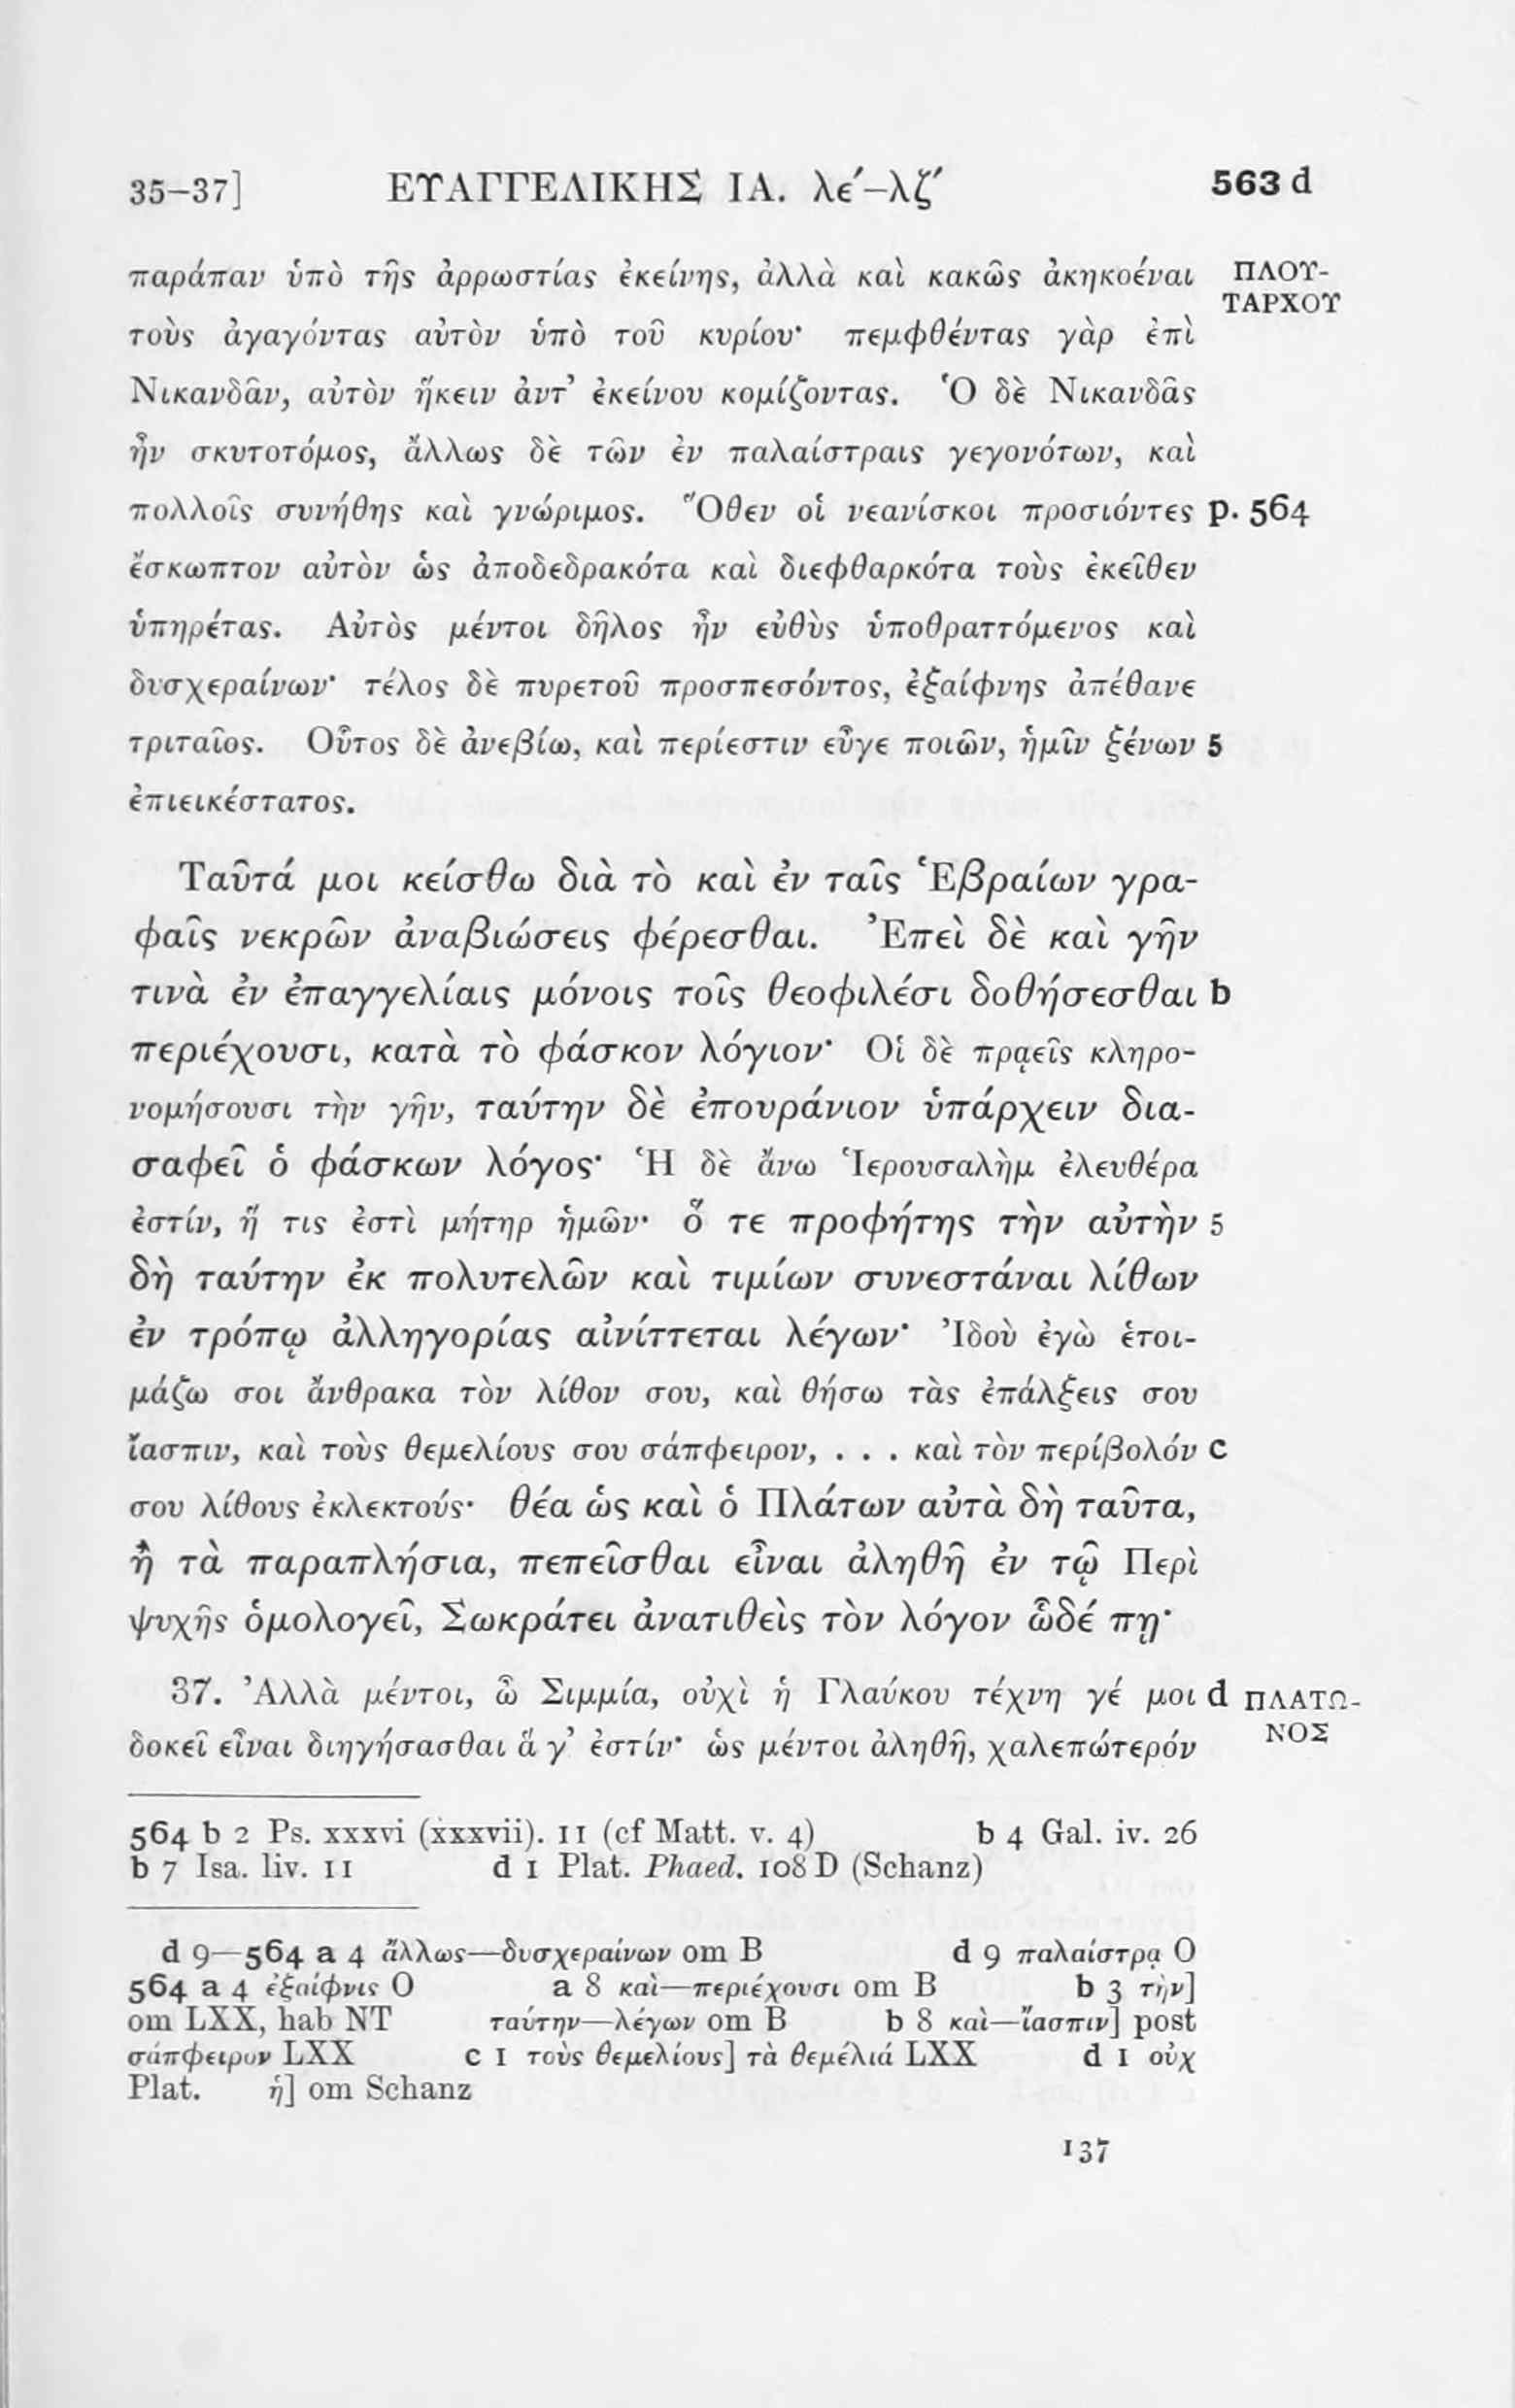 35–37] ΕΥΑΓΓΕΛΙΚΗΣ ΙΑ. λε´–λζ´ 563 d
παράπαν ὑπὸ τῆς ἀρρωστίας ἐκείνης, ἀλλὰ καὶ κακῶς ἀκηκοέναι ΠΛΟΥ-
ΤΑΡΧΟΥ
τοὺς ἀγαγόντας αὐτὸν ὑπὸ τοῦ κυρίου· πεμφθέντας γὰρ ἐπὶ
Νικανδᾶν, αὐτὸν ἥκειν ἀντ’ ἐκείνου κομίζοντας. Ὁ δὲ Νικανδᾶς
ἦν σκυτοτόμος, ἄλλως δὲ τῶν ἐν παλαίστραις γεγονότων, καὶ
πολλοῖς συνήθης καὶ γνώριμος. Ὅθεν οἱ νεανίσκοι προσιόντες p. 564
ἔσκωπτον αὐτὸν ὡς ἀποδεδρακότα καὶ διεφθαρκότα τοὺς ἐκεῖθεν
ὑπηρέτας. Αὐτὸς μέντοι δῆλος ἦν εὐθὺς ὑποθραττόμενος καὶ
δυσχεραίνων· τέλος δὲ πυρετοῦ προσπεσόντος, ἐξαίφνης ἀπέθανε
τριταῖος. Οὗτος δὲ ἀνεβίω, καὶ περίεστιν εὖγε ποιῶν, ἡμῖν ξένων 5
ἐπιεικέστατος.
Ταῦτά μοι κείσθω διὰ τὸ καὶ ἐν ταῖς Ἑβραίων γρα-
φαῖς νεκρῶν ἀναβιώσεις φέρεσθαι. Ἐπεὶ δὲ καὶ γῆν
τινὰ ἐν ἐπαγγελίαις μόνοις τοῖς θεοφιλέσι δοθήσεσθαι b
περιέχουσι, κατὰ τὸ φάσκον λόγιον· Οἱ δὲ πρᾳεῖς κληρο-
νομήσουσι τὴν γῆν, ταύτην δὲ ἐπουράνιον ὑπάρχειν δια-
σαφεῖ ὁ φάσκων λόγος· Ἡ δὲ ἄνω Ἱερουσαλὴμ ἐλευθέρα
ἐστίν, ἥ τις ἐστὶ μήτηρ ἡμῶν· ὅ τε προφήτης τὴν αὐτὴν 5
δὴ ταύτην ἐκ πολυτελῶν καὶ τιμίων συνεστάναι λίθων
ἐν τρόπῳ ἀλληγορίας αἰνίττεται λέγων· Ἰδοὺ ἐγὼ ἑτοι-
μάζω σοι ἄνθρακα τὸν λίθον σου, καὶ θήσω τὰς ἐπάλξεις σου
ἴασπιν, καὶ τοὺς θεμελίους σου σάπφειρον, . . . καὶ τὸν περίβολόν c
σου λίθους ἐκλεκτούς· θέα ὡς καὶ ὁ Πλάτων αὐτὰ δὴ ταῦτα,
ἢ τὰ παραπλήσια, πεπεῖσθαι εἶναι ἀληθῆ ἐν τῷ Περὶ
ψυχῆς ὁμολογεῖ, Σωκράτει ἀνατιθεὶς τὸν λόγον ὧδέ πῃ·
37. Ἀλλὰ μέντοι, ὦ Σιμμία, οὐχὶ ἡ Γλαύκου τέχνη γέ μοι d ΠΛΑΤΩ-
ΝΟΣ
δοκεῖ εἶναι διηγήσασθαι ἅ γ’ ἐστίν· ὡς μέντοι ἀληθῆ, χαλεπώτερόν
564 b 2 Ps. xxxvi (xxxvii). 11 (cf Matt. v. 4) b 4 Gal. iv. 26
b 7 Isa. liv. 11 d 1 Plat. Phaed. 108 D (Schanz)
d 9—564 a 4 ἄλλως—δυσχεραίνων om B d 9 παλαίστρᾳ O
564 a 4 ἐξαίφνις O a 8 καὶ—περιέχουσι om B b 3 τὴν]
om LXX, hab NT ταύτην—λέγων om B b 8 καὶ—ἴασπιν] post
σάπφειρον LXX c 1 τοὺς θεμελίους] τὰ θεμέλιά LXX d 1 οὐχ
Plat. ἡ] om Schanz
137